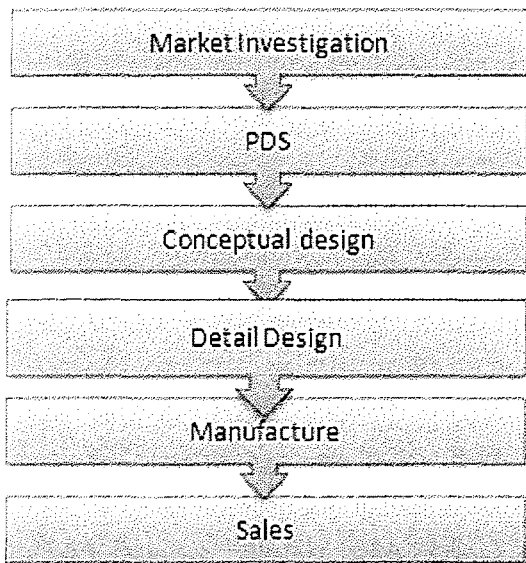 Market Investigation
PDS
Conceptual design
Detail Design
Manufacture
Sales